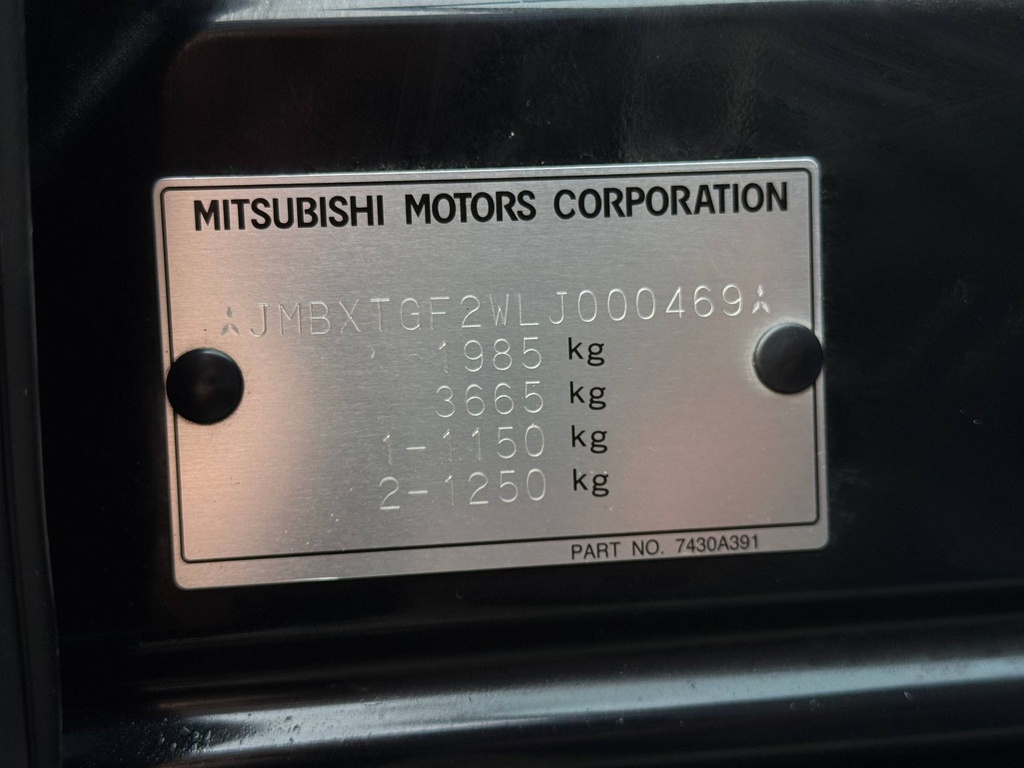 MITSUBISHI MOTORS CORPORATION
JMBXTGF2WLJ000469
1985 kg
3665 kg
1-1150 kg
2-1250 kg
PART NO. 7430A391